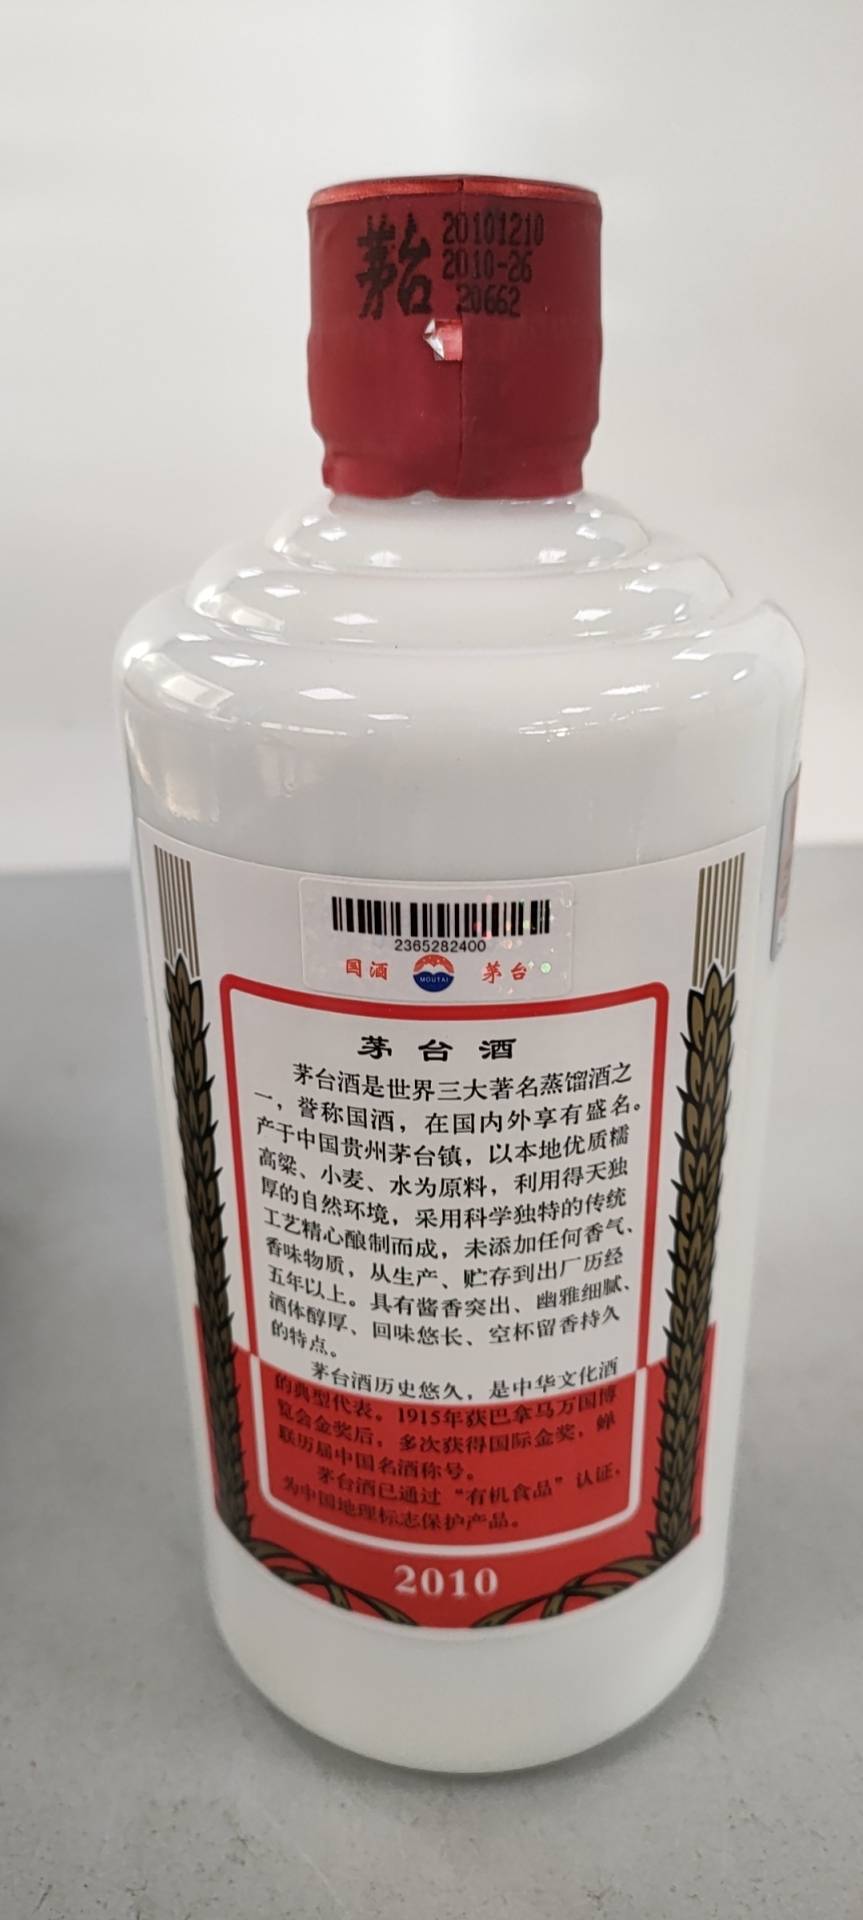 茅台
20101210
2010-26
20662
2365282400
国酒 MOUTAI 茅台
茅台酒
茅台酒是世界三大著名蒸馏酒之
一，誉称国酒，在国内外享有盛名。
产于中国贵州茅台镇，以本地优质糯
高粱、小麦、水为原料，利用得天独
厚的自然环境，采用科学独特的传统
工艺精心酿制而成，未添加任何香气、
香味物质，从生产、贮存到出厂历经
五年以上。具有酱香突出、幽雅细腻、
酒体醇厚、回味悠长、空杯留香持久
的特点。
茅台酒历史悠久，是中华文化酒
的典型代表。1915年获巴拿马万国博
览会金奖后，多次获得国际金奖，蝉
联历届中国名酒称号。
茅台酒已通过“有机食品”认证，
为中国地理标志保护产品。
2010